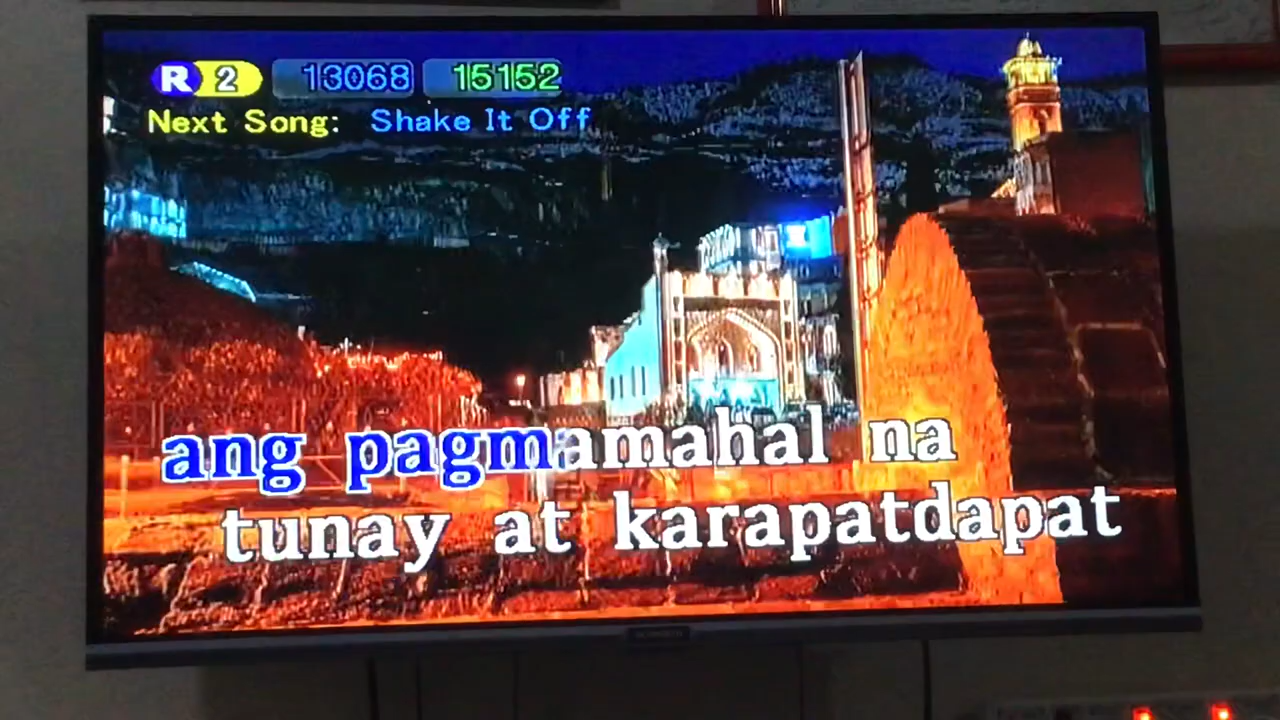 R 2 13068 15152
Next Song: Shake It Off
ang pagmamahal na
tunay at karapatdapat